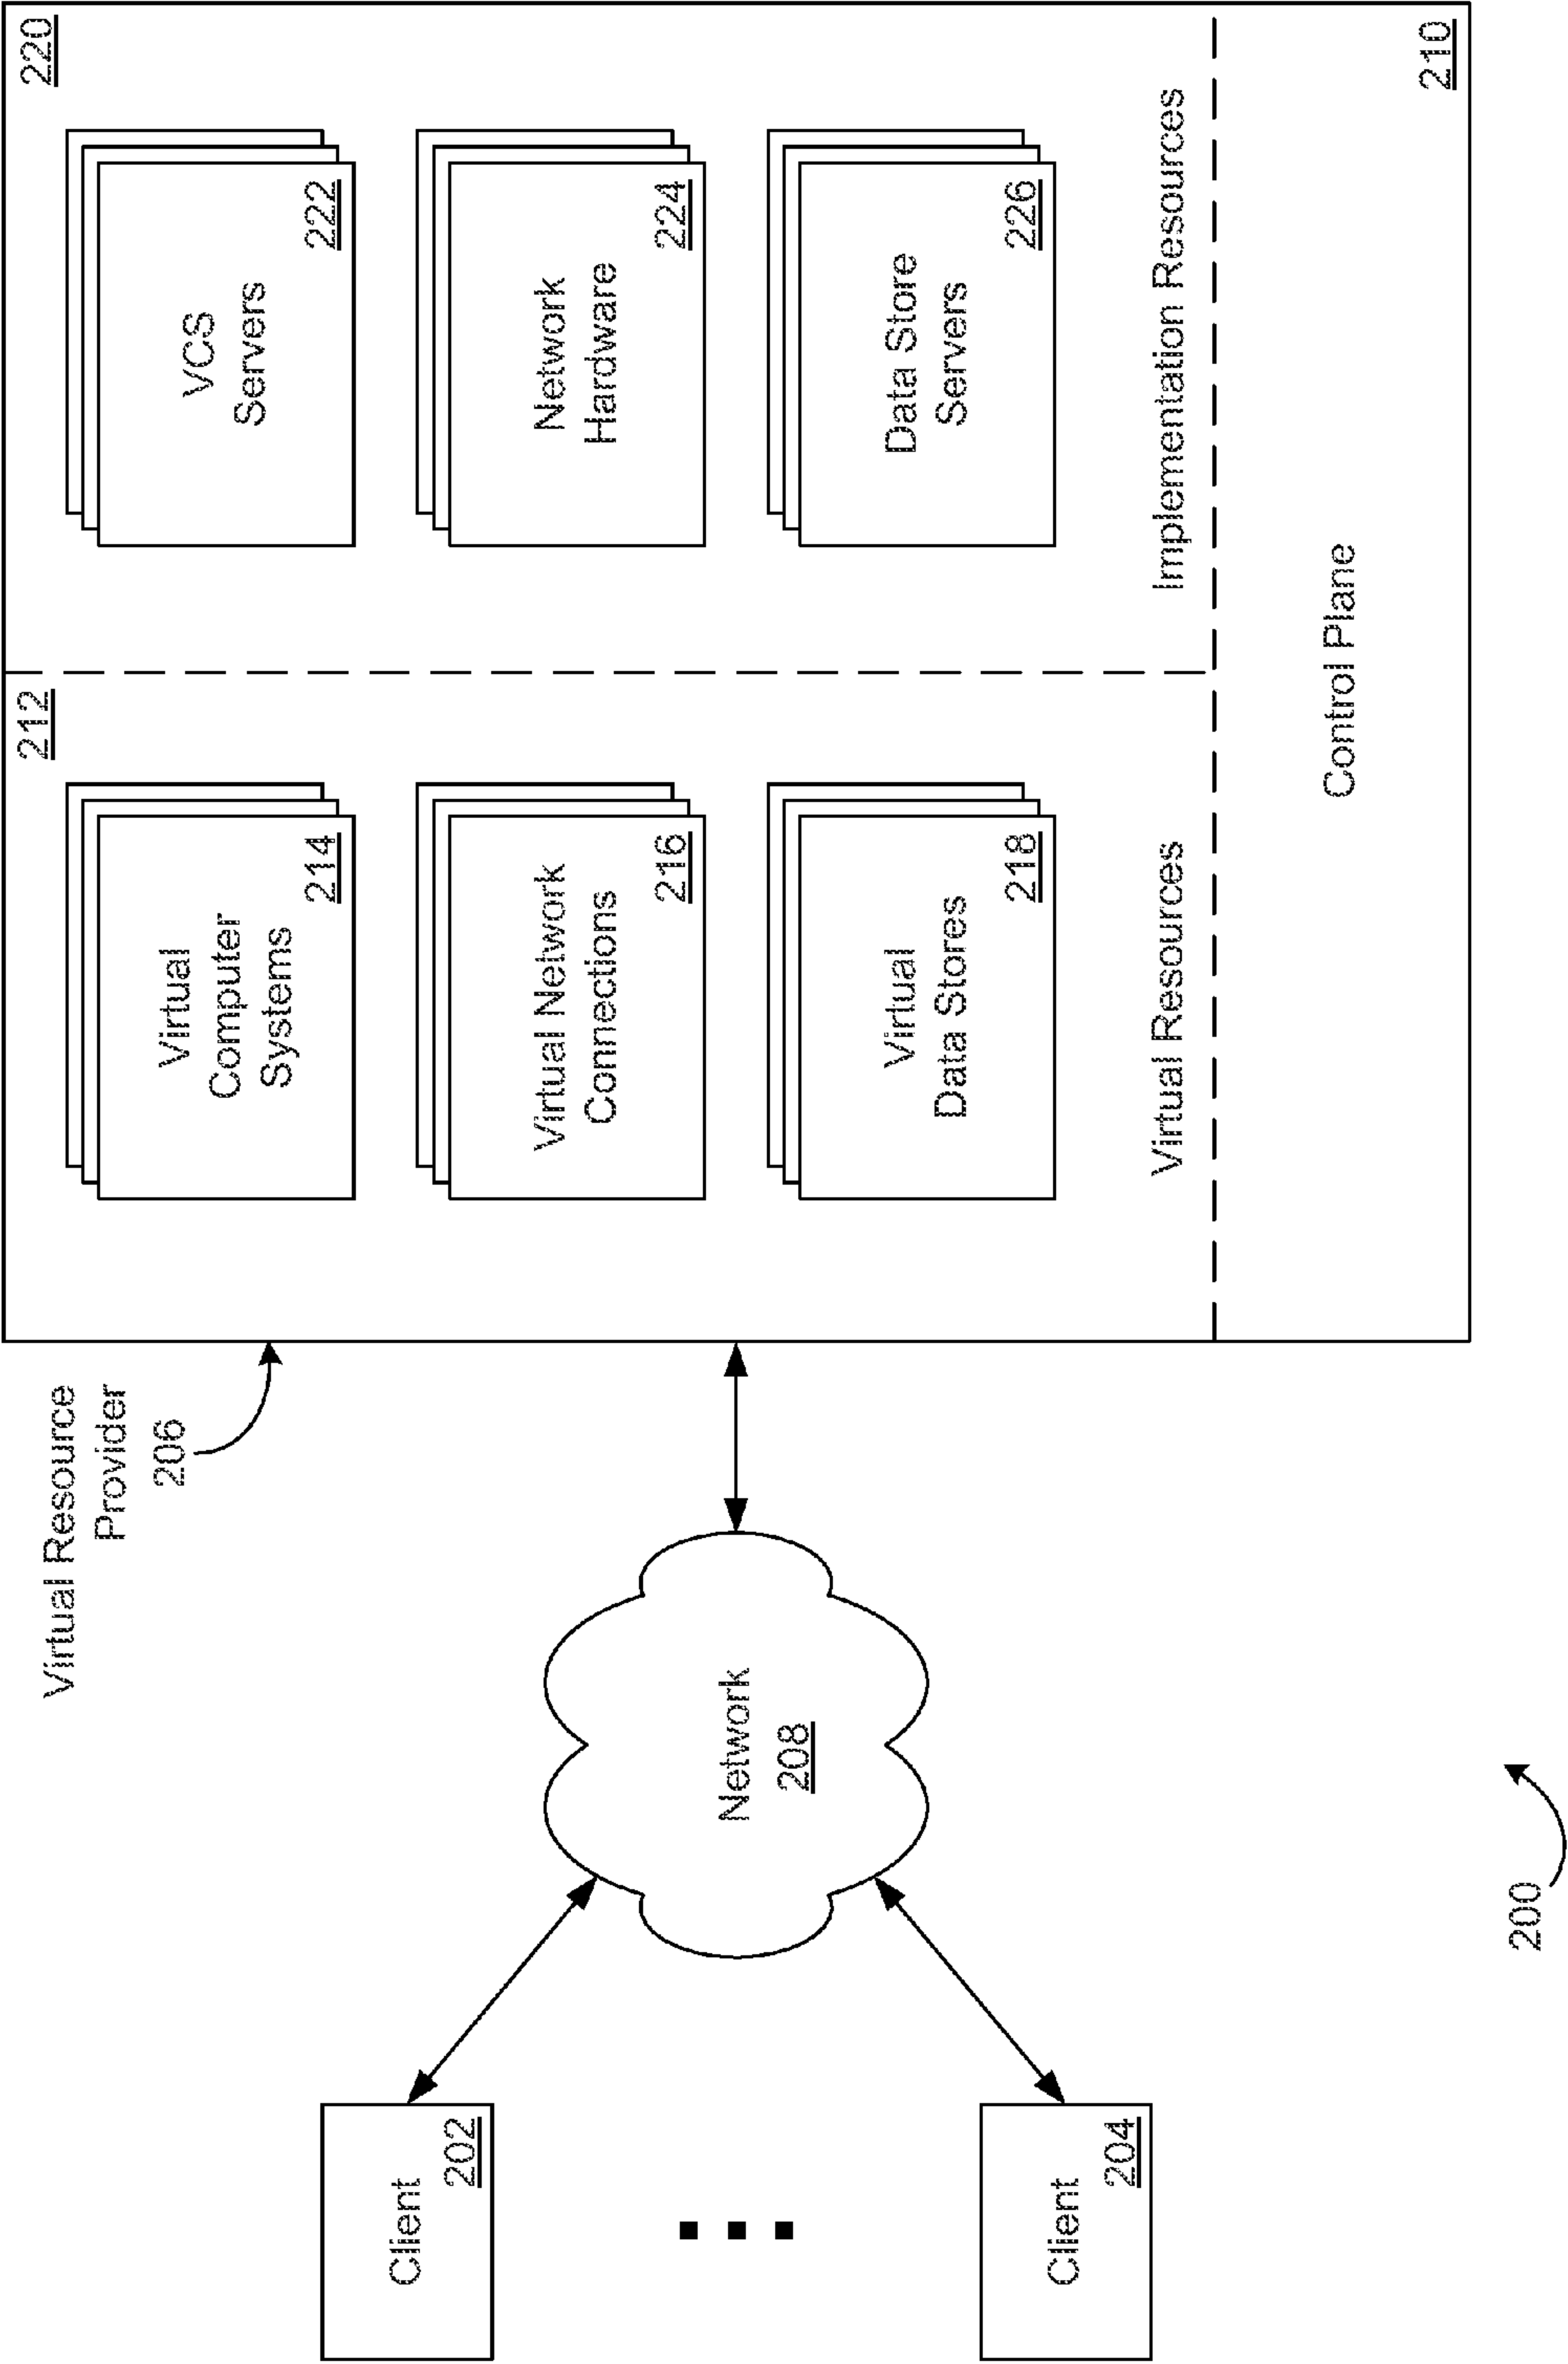 Virtual Resource
Provider
206
212
220
Virtual
Computer
Systems
214
VCS
Servers
222
Virtual Network
Connections
216
Network
Hardware
224
Virtual
Data Stores
218
Data Store
Servers
226
Virtual Resources
Implementation Resources
Control Plane
210
Client
202
Network
208
Client
204
200